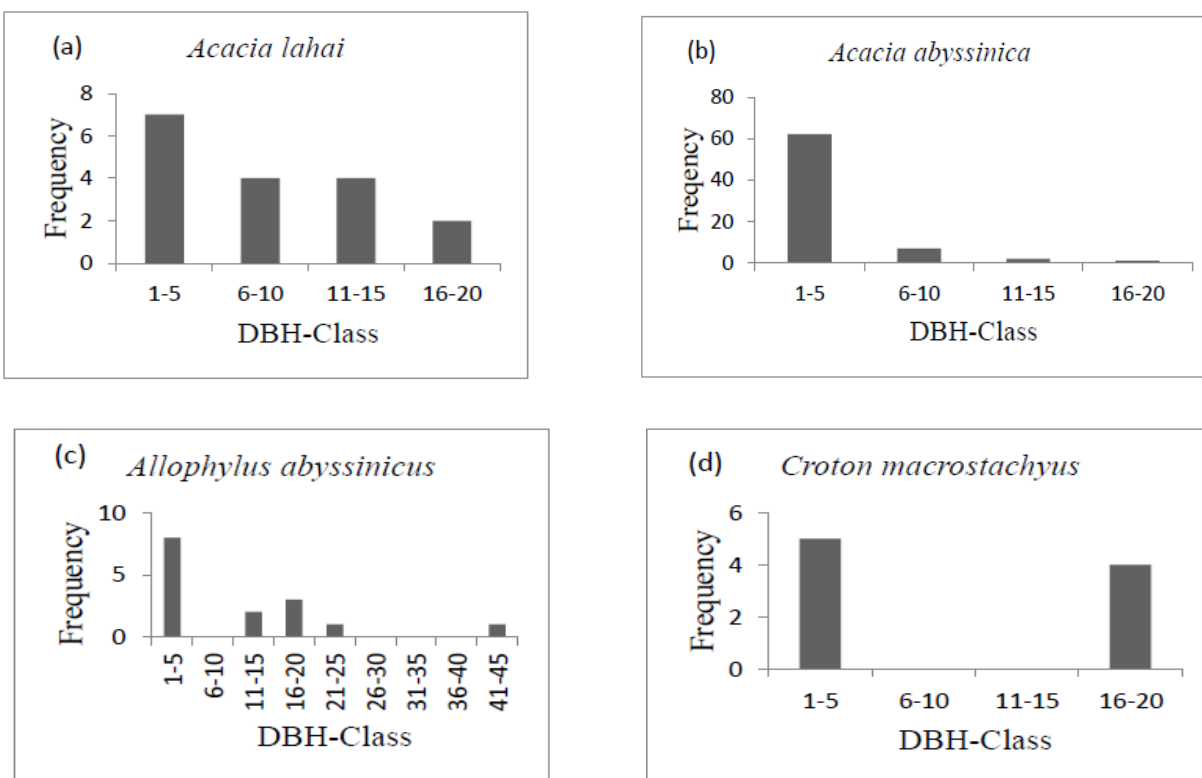 (a) Acacia lahai
Frequency
8
6
4
2
0
1-5 6-10 11-15 16-20
DBH-Class
(b) Acacia abyssinica
Freqency
80
60
40
20
0
1-5 6-10 11-15 16-20
DBH-Class
(c) Allophylus abyssinicus
Frequency
10
5
0
1-5 6-10 11-15 16-20 21-25 26-30 31-35 36-40 41-45
DBH-Class
(d) Croton macrostachyus
Frequency
6
4
2
0
1-5 6-10 11-15 16-20
DBH-Class